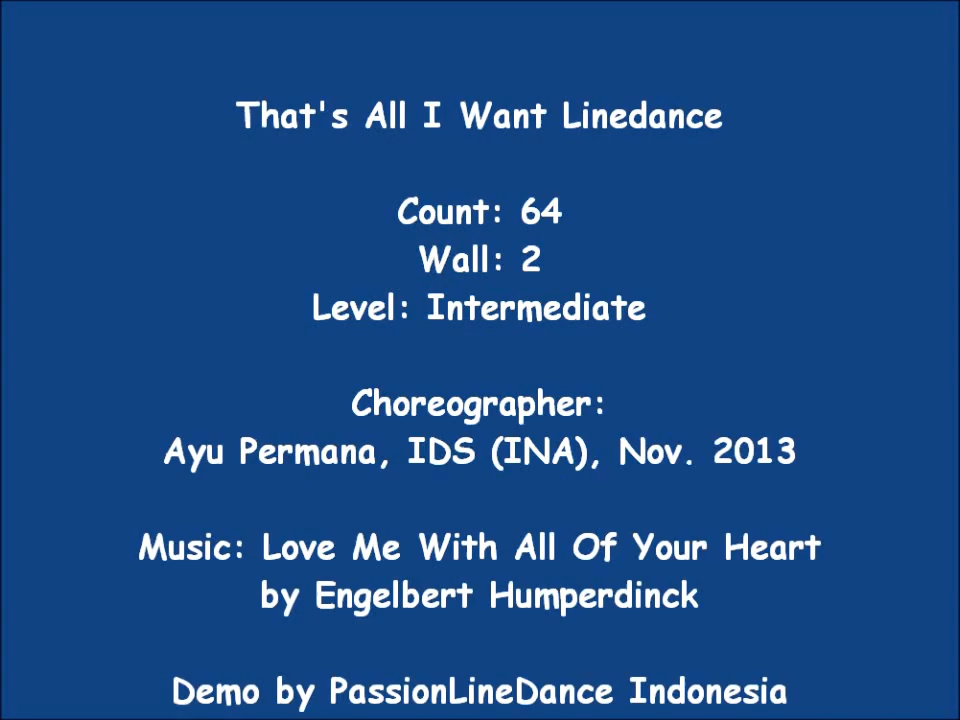 That's All I Want Linedance
Count: 64
Wall: 2
Level: Intermediate
Choreographer:
Ayu Permana, IDS (INA), Nov. 2013
Music: Love Me With All Of Your Heart
by Engelbert Humperdinck
Demo by PassionLineDance Indonesia